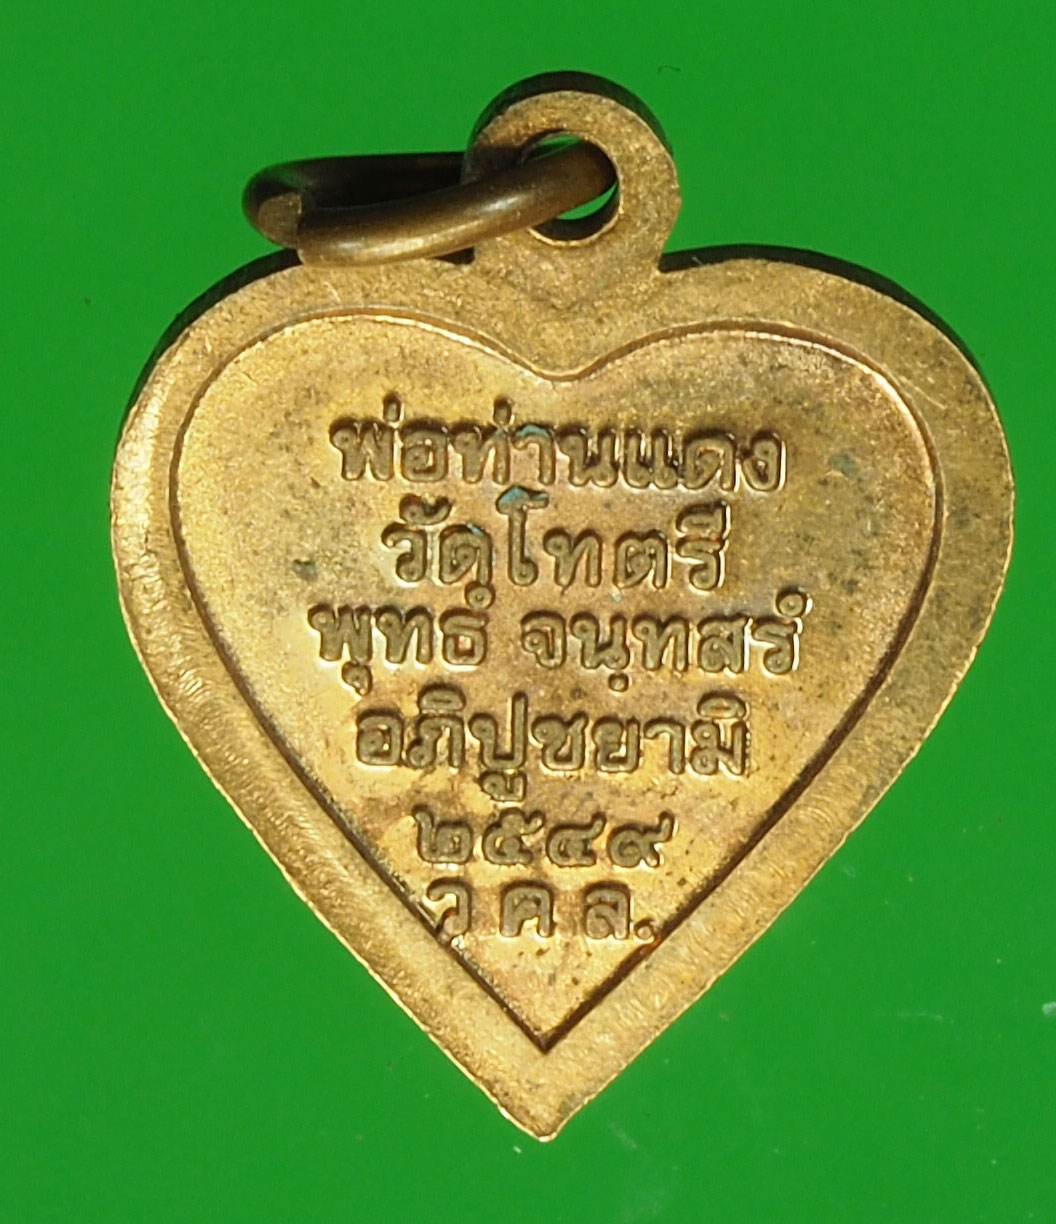 พ่อท่านแดง
วัดโทตรี
พุทธํ จนฺทสรํ
อภิปูชยามิ
๒๕๔๙
ว ค ล.